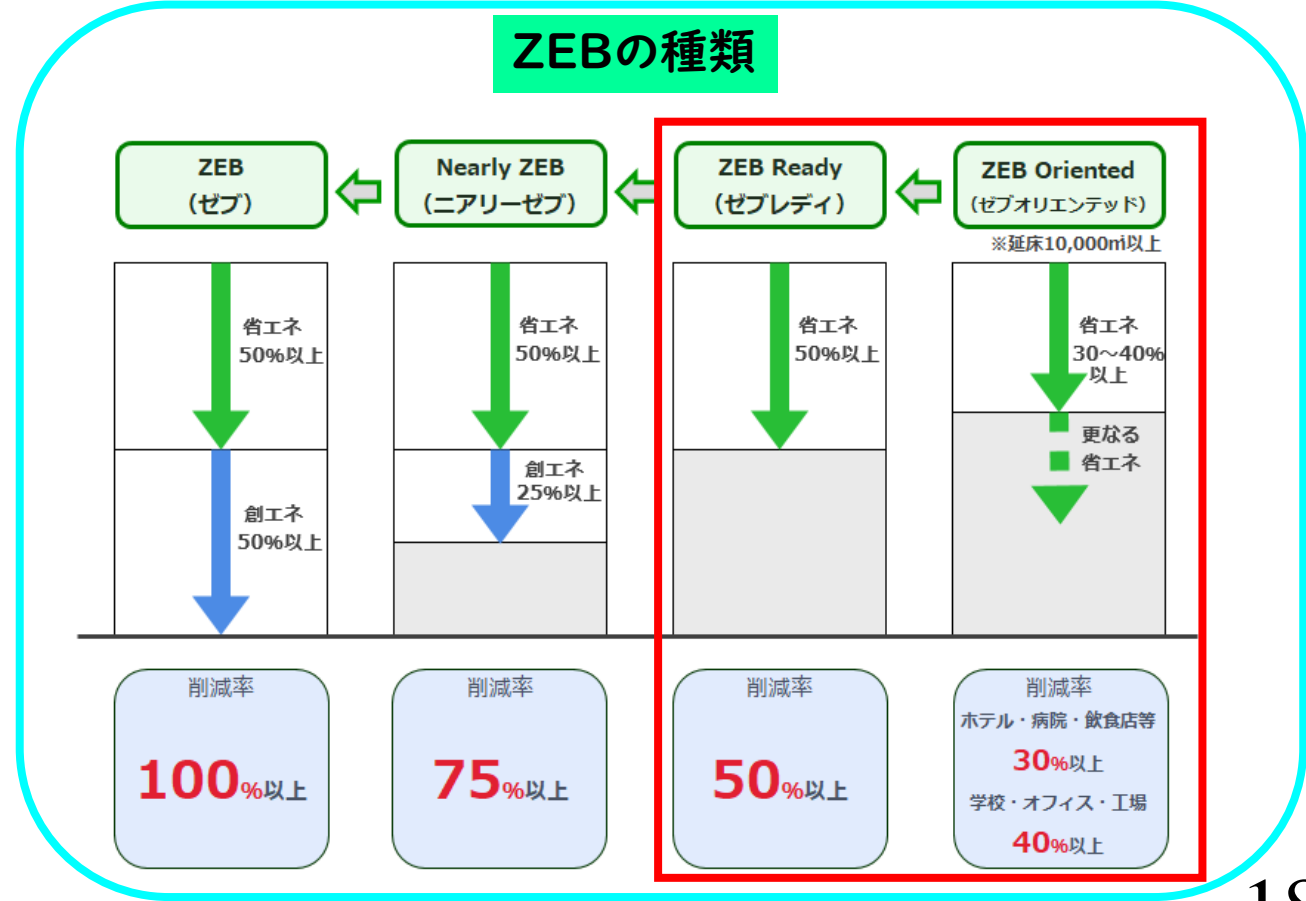 ZEBの種類
ZEB
(ゼブ)
Nearly ZEB
(ニアリーゼブ)
ZEB Ready
(ゼブレディ)
ZEB Oriented
(ゼブオリエンテッド)
※延床10,000㎡以上
省エネ
50%以上
創エネ
50%以上
省エネ
50%以上
創エネ
25%以上
省エネ
50%以上
省エネ
30～40%
以上
更なる
省エネ
削減率
100%以上
削減率
75%以上
削減率
50%以上
削減率
ホテル・病院・飲食店等
30%以上
学校・オフィス・工場
40%以上